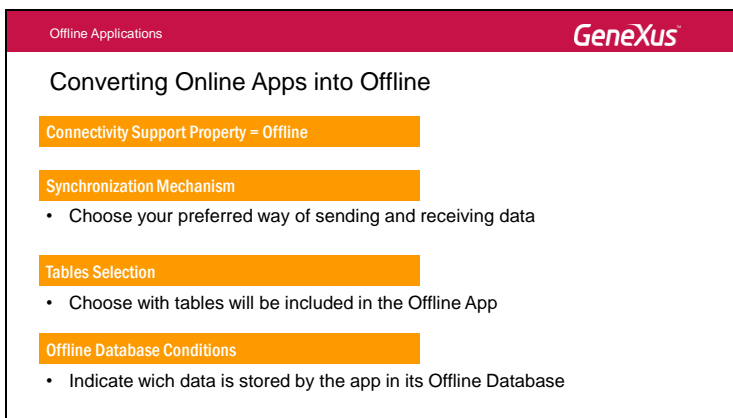 Offline Applications
GeneXus™
Converting Online Apps into Offline
Connectivity Support Property = Offline
Synchronization Mechanism
• Choose your preferred way of sending and receiving data
Tables Selection
• Choose with tables will be included in the Offline App
Offline Database Conditions
• Indicate wich data is stored by the app in its Offline Database